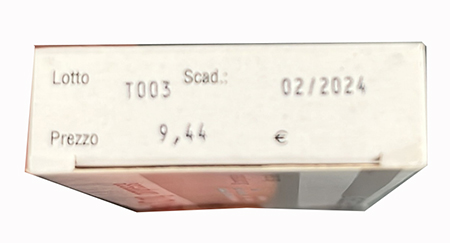 Lotto T003 Scad.: 02/2024
Prezzo 9,44 €